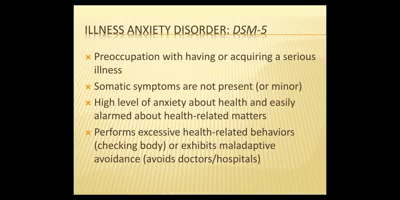 ILLNESS ANXIETY DISORDER: DSM-5
Preoccupation with having or acquiring a serious
illness
Somatic symptoms are not present (or minor)
High level of anxiety about health and easily
alarmed about health-related matters
Performs excessive health-related behaviors
(checking body) or exhibits maladaptive
avoidance (avoids doctors/hospitals)